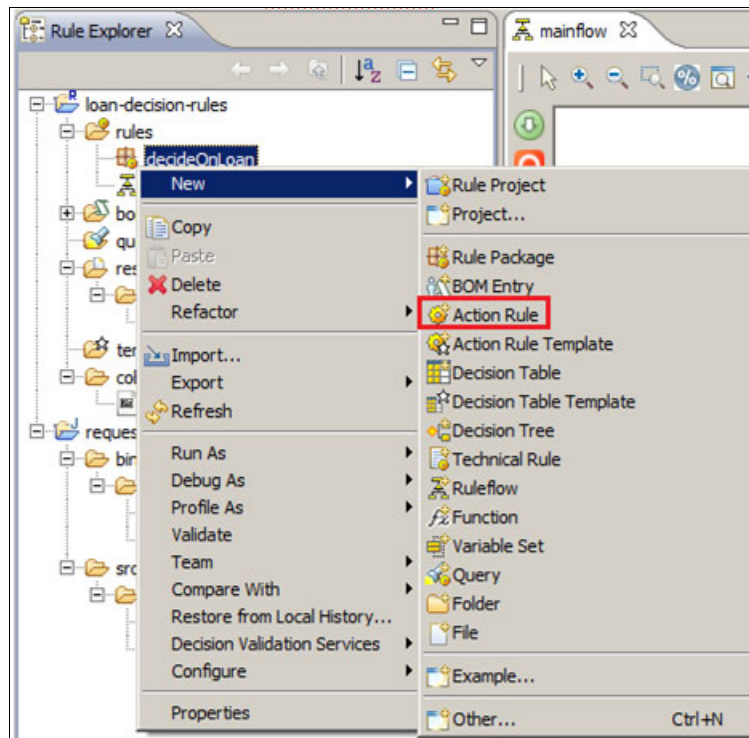 Rule Explorer
mainflow
loan-decision-rules
rules
decideOnLoan
bo
qu
res
ter
col
reques
bin
src
New
Copy
Paste
Delete
Refactor
Import...
Export
Refresh
Run As
Debug As
Profile As
Validate
Team
Compare With
Restore from Local History...
Decision Validation Services
Configure
Properties
Rule Project
Project...
Rule Package
BOM Entry
Action Rule
Action Rule Template
Decision Table
Decision Table Template
Decision Tree
Technical Rule
Ruleflow
Function
Variable Set
Query
Folder
File
Example...
Other... Ctrl+N